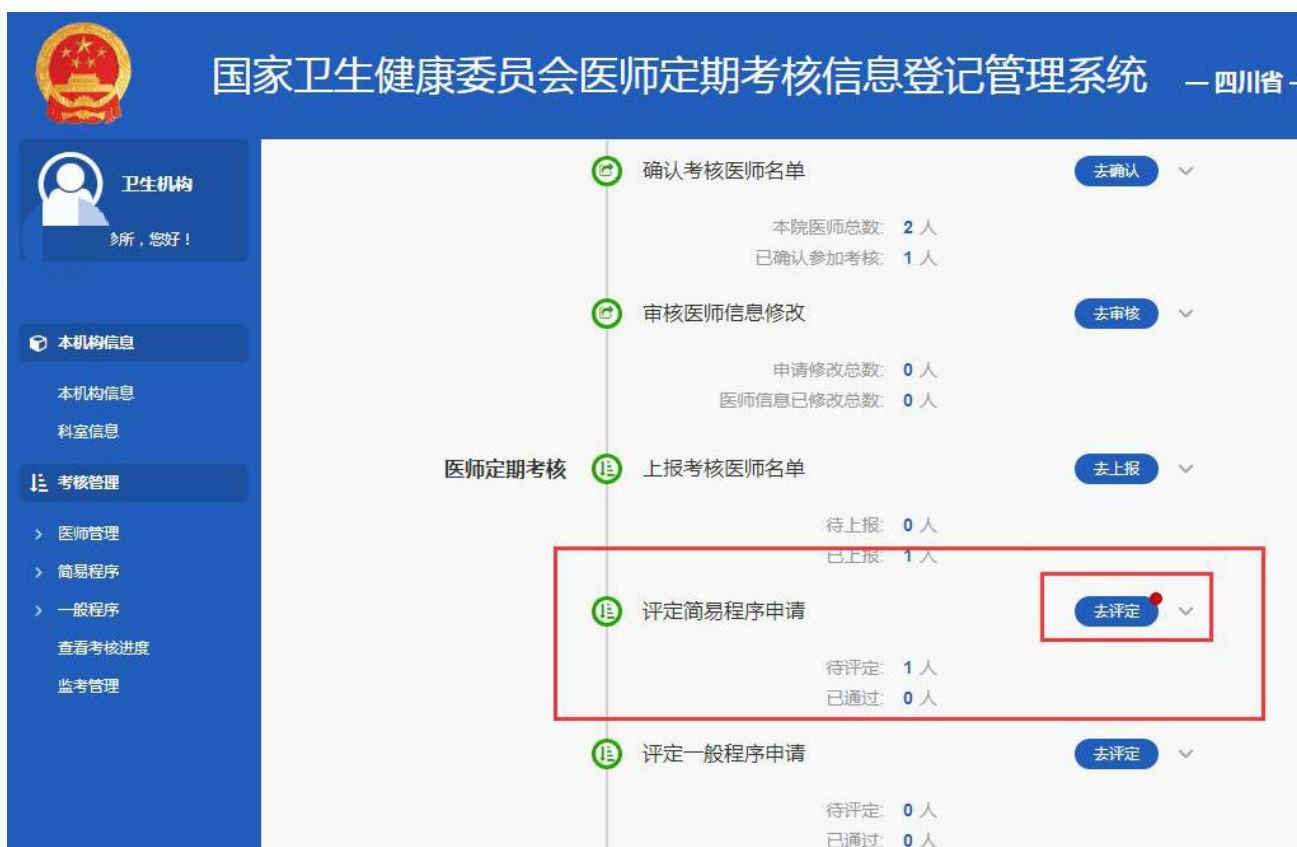 国家卫生健康委员会医师定期考核信息登记管理系统 —四川省-
卫生机构
诊所，您好！
本机构信息
本机构信息
科室信息
考核管理
医师管理
简易程序
一般程序
查看考核进度
监考管理
医师定期考核
确认考核医师名单 去确认
本院医师总数: 2 人
已确认参加考核: 1 人
审核医师信息修改 去审核
申请修改总数: 0 人
医师信息已修改总数: 0 人
上报考核医师名单 去上报
待上报: 0 人
已上报: 1 人
评定简易程序申请 去评定
待评定: 1 人
已通过: 0 人
评定一般程序申请 去评定
待评定: 0 人
已通过: 0 人